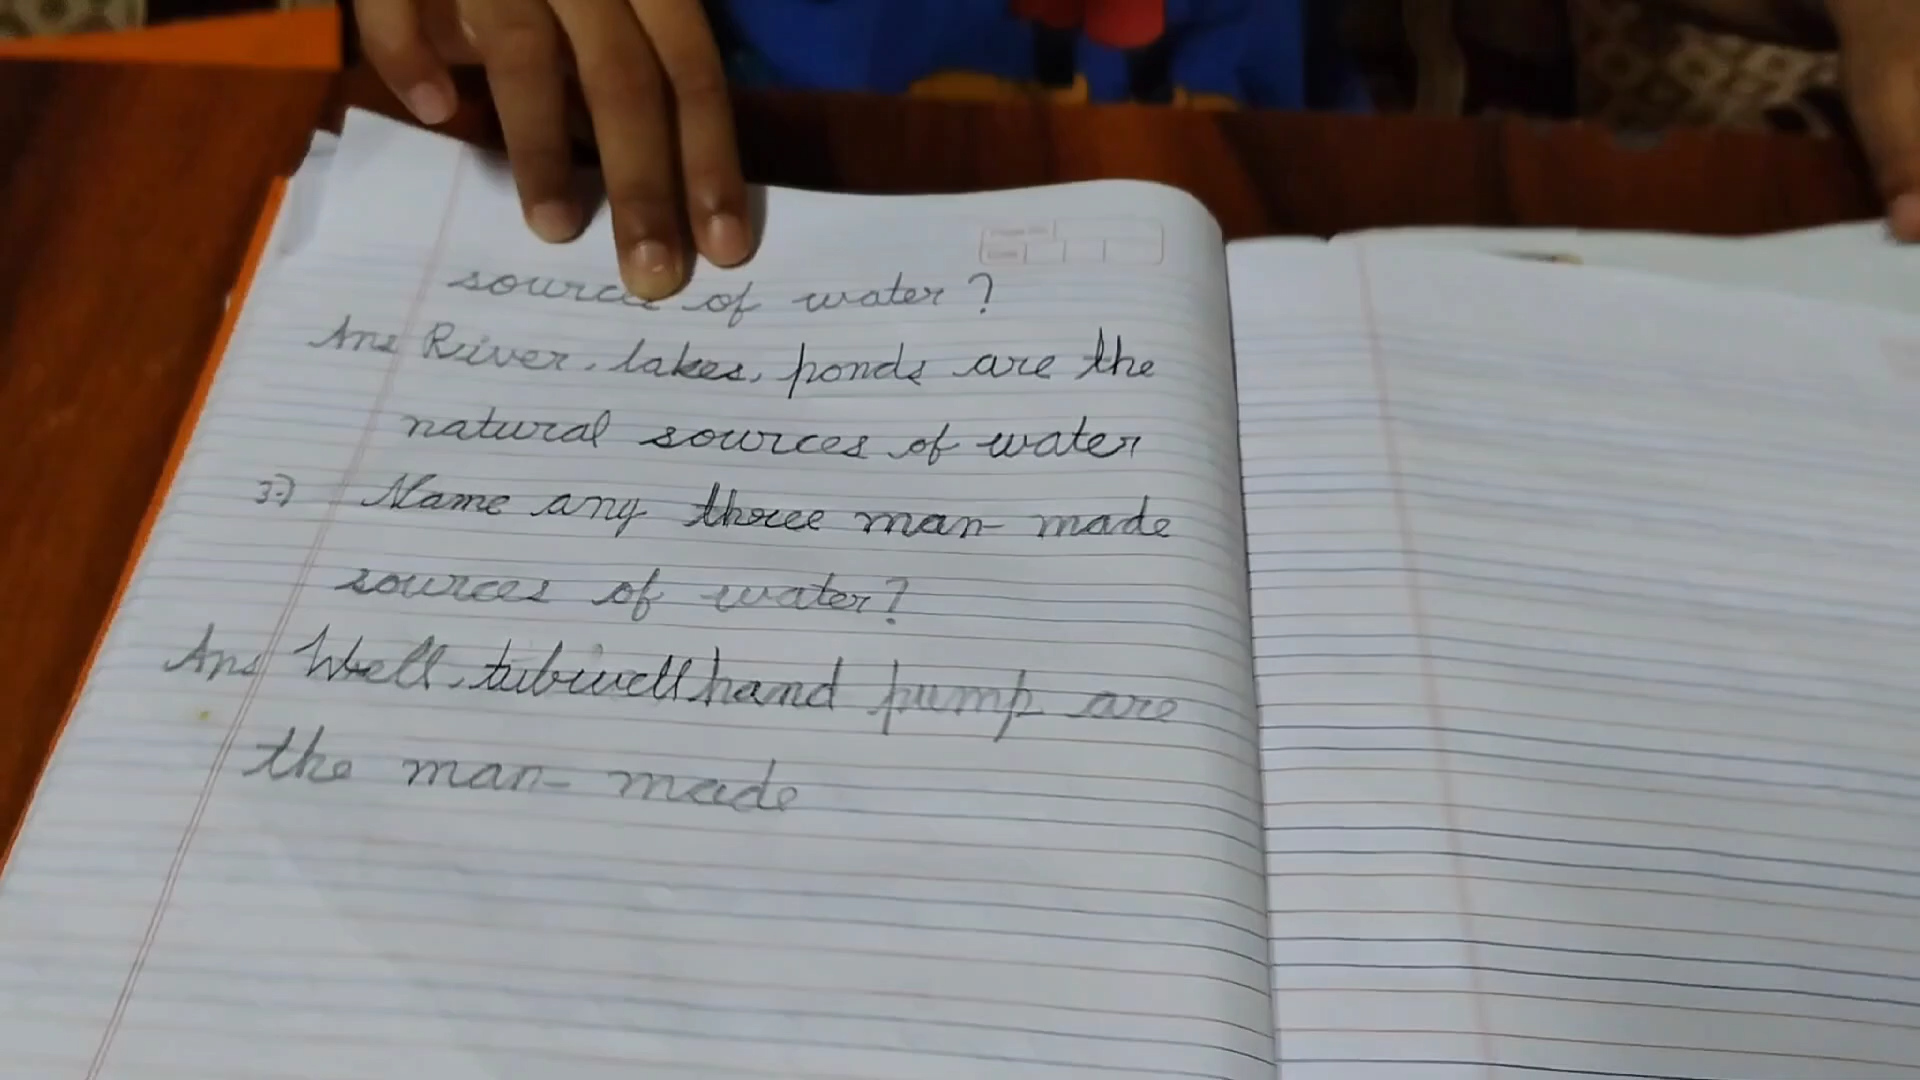 source of water?
Ans River, lakes, ponds are the
natural sources of water
3-) Name any three man- made
sources of water?
Ans Well, tubiwell hand pump are
the man- made